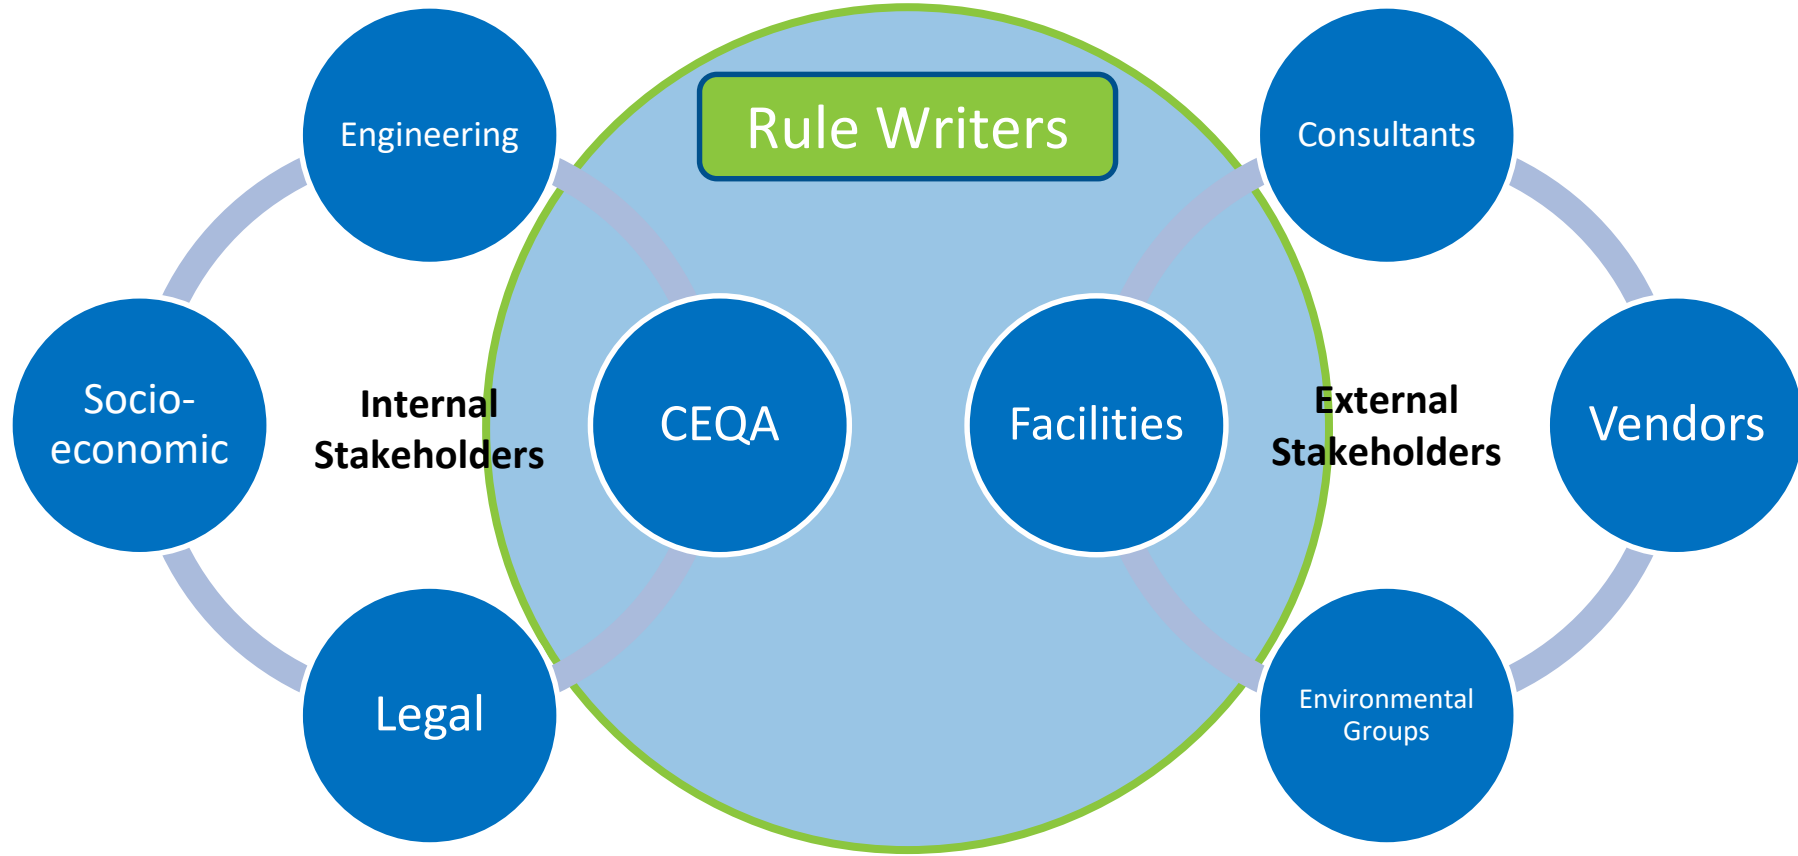 Rule Writers
Engineering
Socio-
economic
Internal
Stakeholders
CEQA
Legal
Consultants
Facilities
External
Stakeholders
Vendors
Environmental
Groups